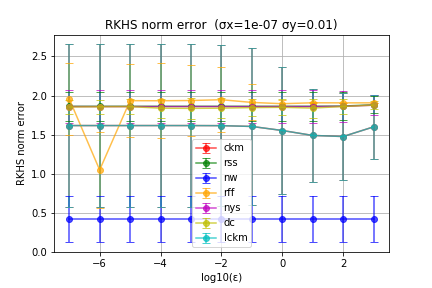 RKHS norm error (σx=1e-07 σy=0.01)
RKHS norm error
2.5
2.0
1.5
1.0
0.5
0.0
ckm
rss
nw
rff
nys
dc
lckm
−6 −4 −2 0 2
log10(ε)